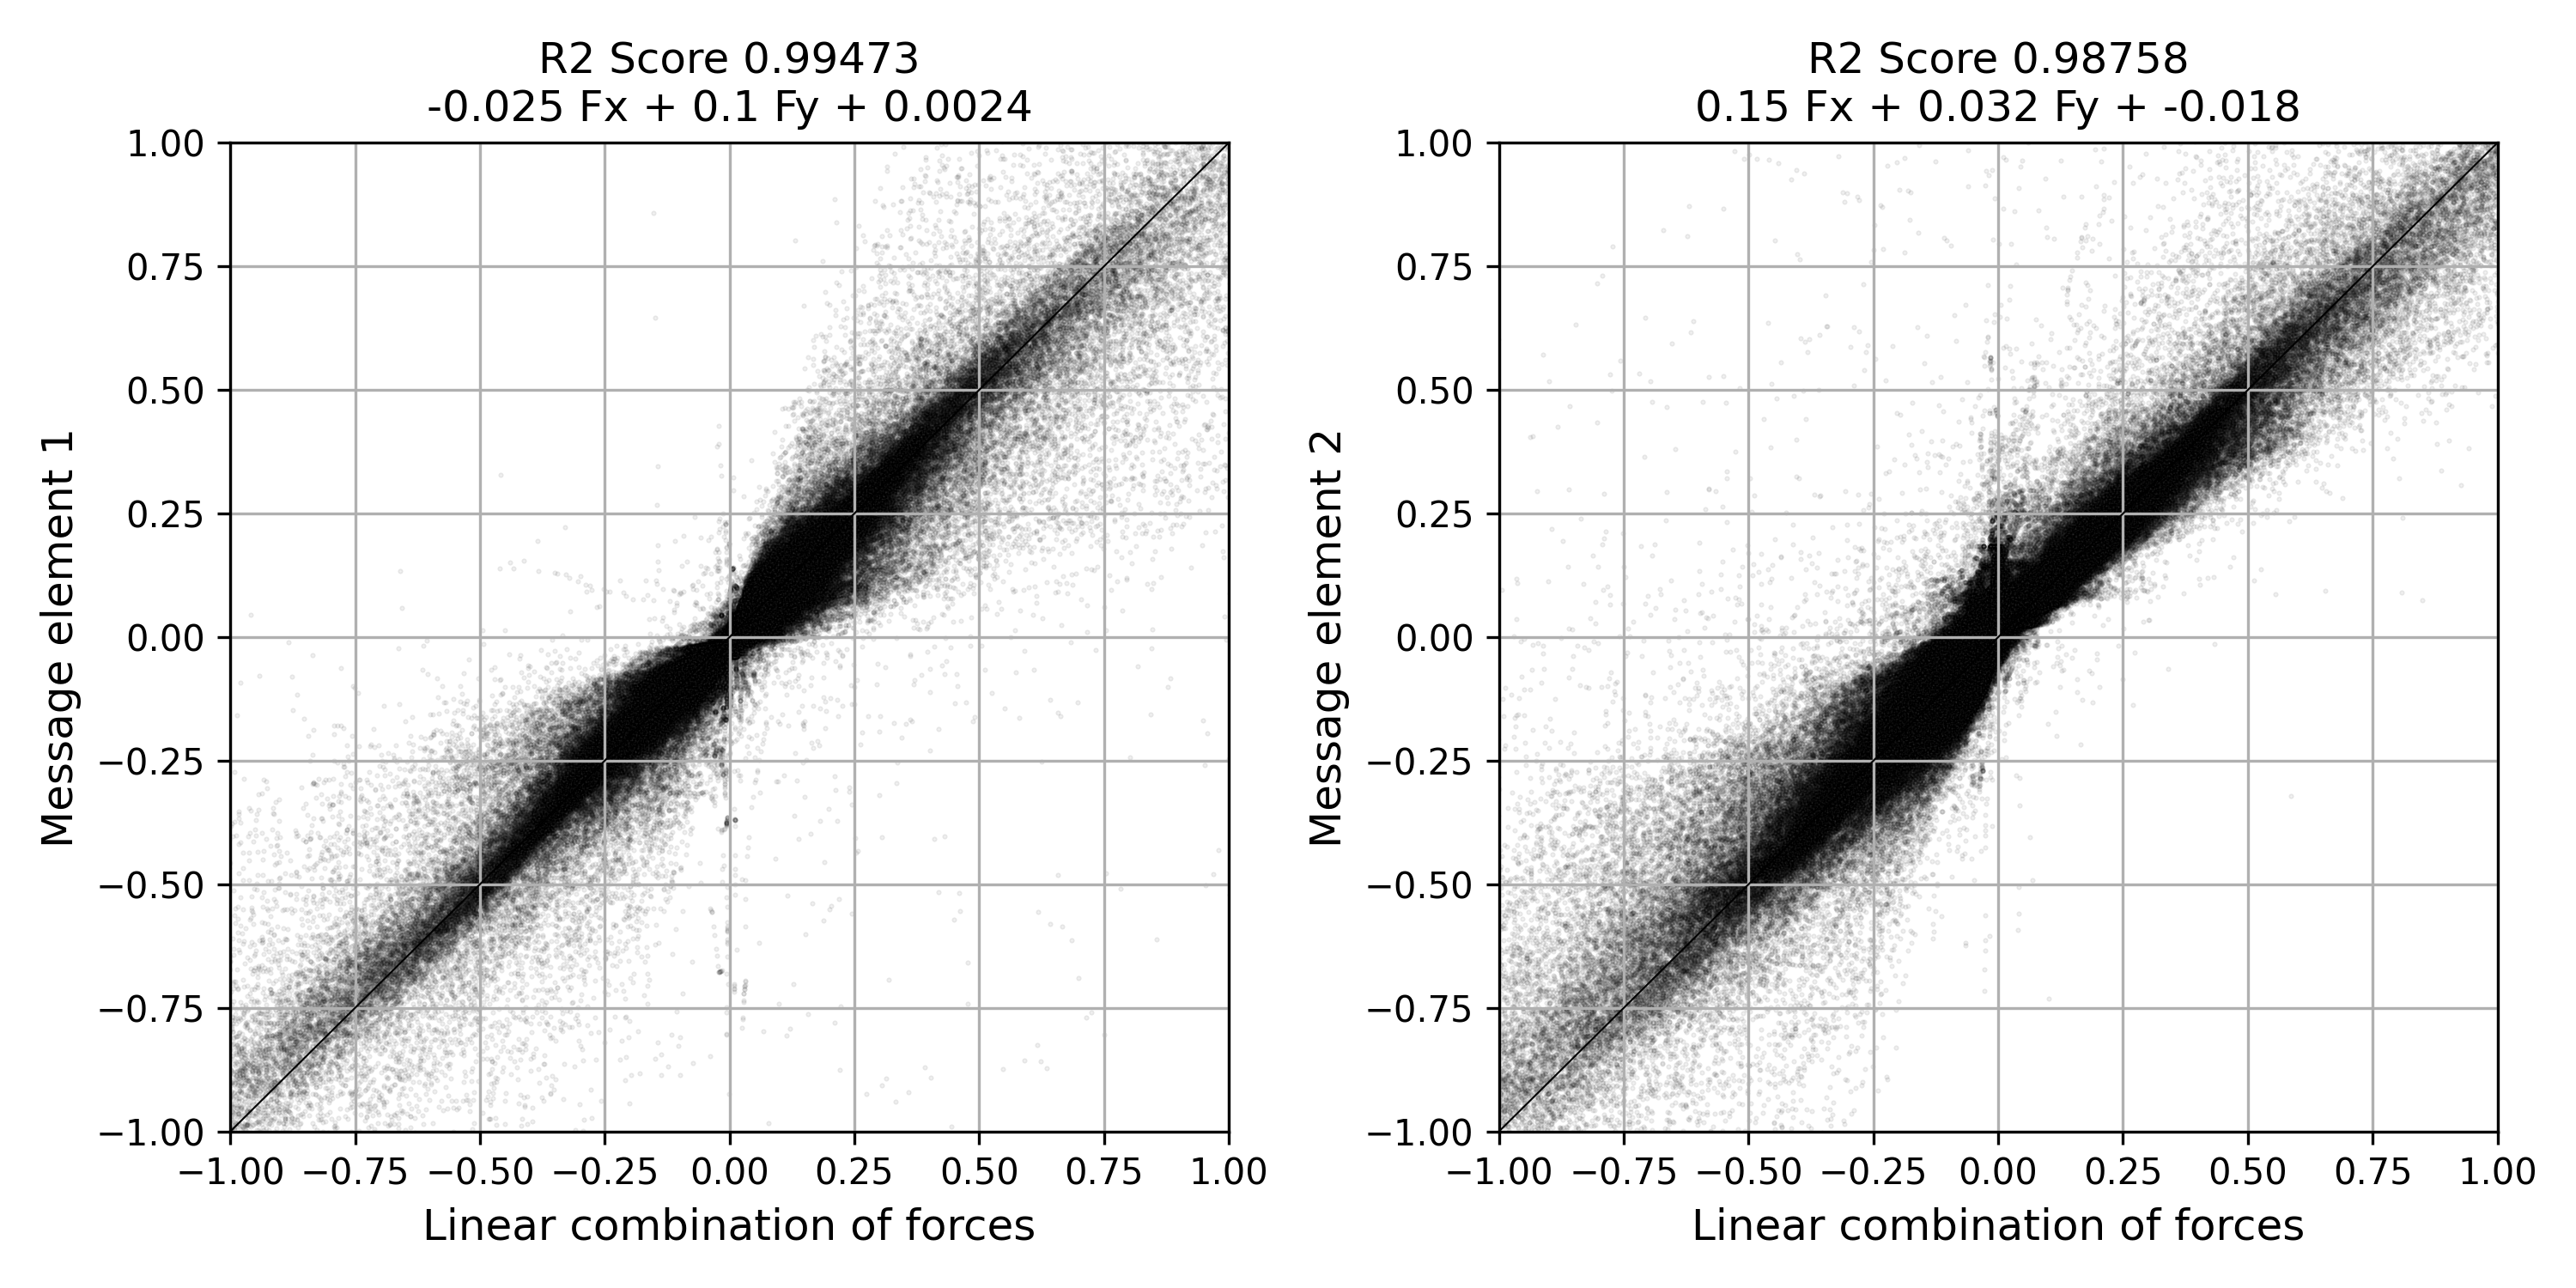 R2 Score 0.99473
-0.025 Fx + 0.1 Fy + 0.0024
1.00
0.75
0.50
0.25
0.00
−0.25
−0.50
−0.75
−1.00
Message element 1
−1.00 −0.75 −0.50 −0.25 0.00 0.25 0.50 0.75 1.00
Linear combination of forces
R2 Score 0.98758
0.15 Fx + 0.032 Fy + -0.018
1.00
0.75
0.50
0.25
0.00
−0.25
−0.50
−0.75
−1.00
Message element 2
−1.00 −0.75 −0.50 −0.25 0.00 0.25 0.50 0.75 1.00
Linear combination of forces